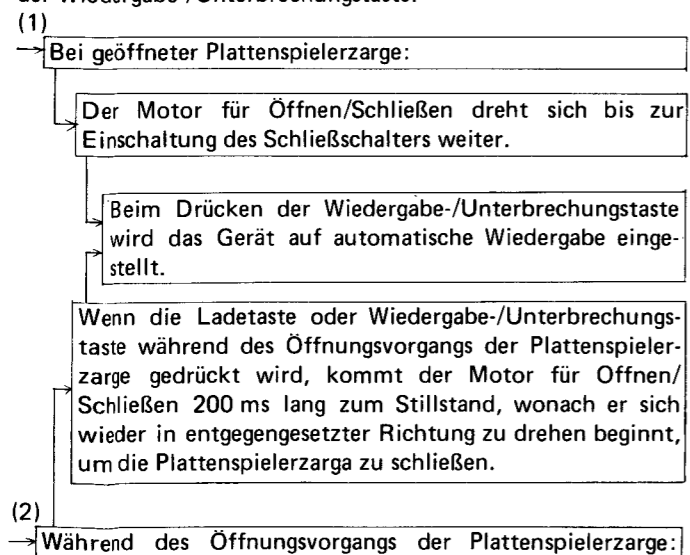 der Wiedergabe-/Unterbrechungstaste.
(1)
Bei geöffneter Plattenspielerzarge:
Der Motor für Öffnen/Schließen dreht sich bis zur
Einschaltung des Schließschalters weiter.
Beim Drücken der Wiedergabe-/Unterbrechungstaste
wird das Gerät auf automatische Wiedergabe einge-
stellt.
Wenn die Ladetaste oder Wiedergabe-/Unterbrechungs-
taste während des Öffnungsvorgangs der Plattenspieler-
zarge gedrückt wird, kommt der Motor für Offnen/
Schließen 200 ms lang zum Stillstand, wonach er sich
wieder in entgegengesetzter Richtung zu drehen beginnt,
um die Plattenspielerzarga zu schließen.
(2)
Während des Öffnungsvorgangs der Plattenspielerzarge: